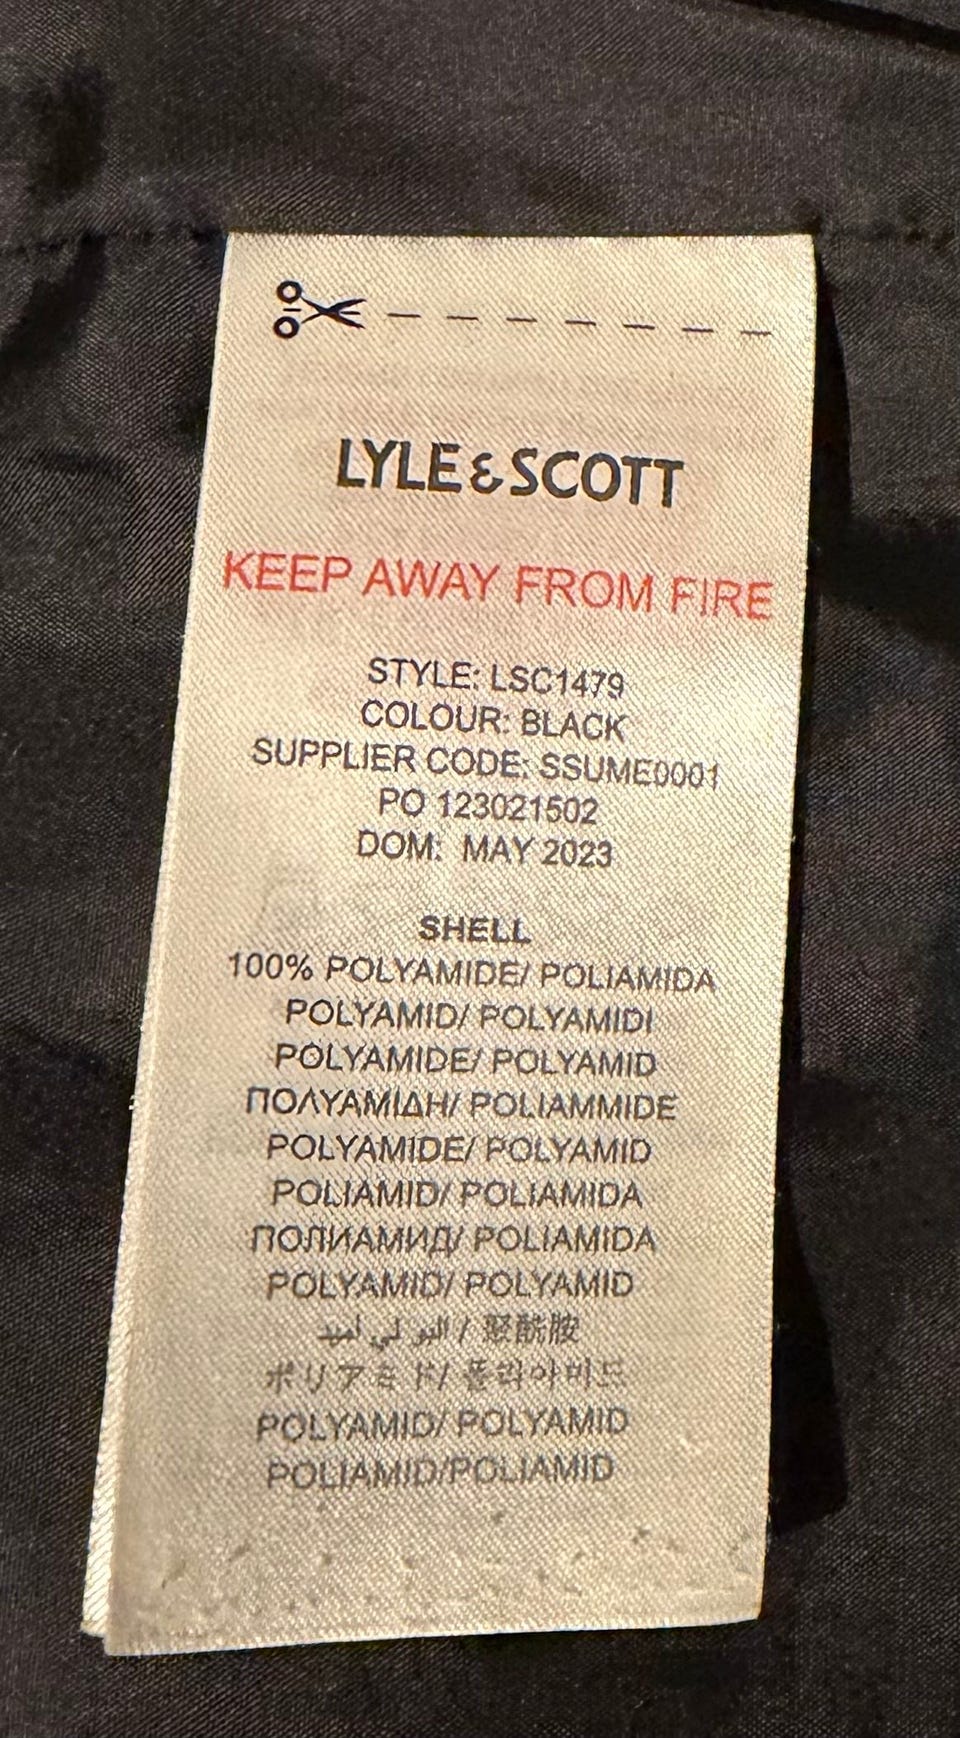 LYLE & SCOTT
KEEP AWAY FROM FIRE
STYLE: LSC1479
COLOUR: BLACK
SUPPLIER CODE: SSUME0001
PO 123021502
DOM: MAY 2023
SHELL
100% POLYAMIDE/ POLIAMIDA
POLYAMID/ POLYAMIDI
POLYAMIDE/ POLYAMID
ΠΟΛΥΑΜΙΔΗ/ POLIAMMIDE
POLYAMIDE/ POLYAMID
POLIAMID/ POLIAMIDA
ПОЛИАМИД/ POLIAMIDA
POLYAMID/ POLYAMID
البو لي أميد / 聚酰胺
ポリアミド/ 폴리아미드
POLYAMID/ POLYAMID
POLIAMID/POLIAMID